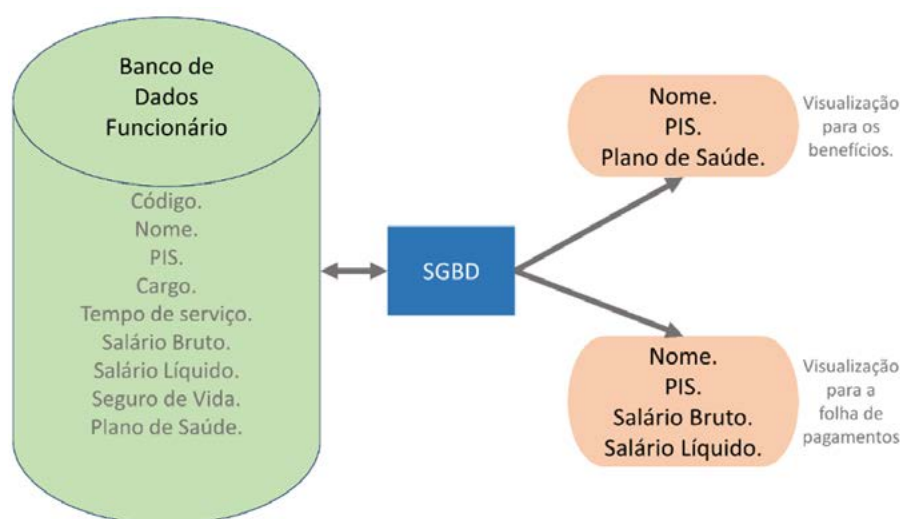 Banco de
Dados
Funcionário
Código.
Nome.
PIS.
Cargo.
Tempo de serviço.
Salário Bruto.
Salário Líquido.
Seguro de Vida.
Plano de Saúde.
SGBD
Nome.
PIS.
Plano de Saúde.
Visualização
para os
benefícios.
Nome.
PIS.
Salário Bruto.
Salário Líquido.
Visualização
para a
folha de
pagamentos